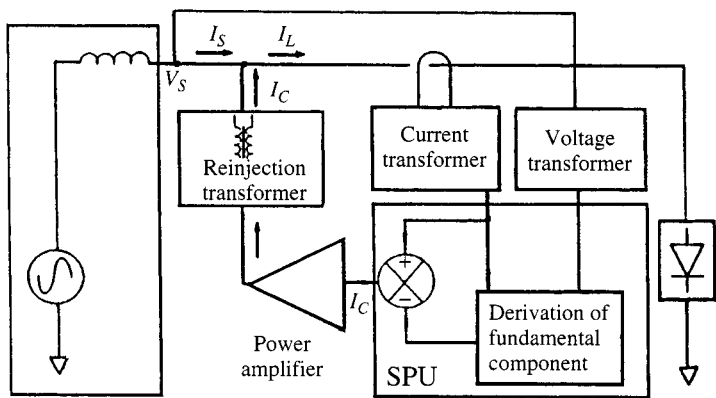 I_S
I_L
V_S
I_C
Reinjection
transformer
Current
transformer
Voltage
transformer
I_C
+
−
Power
amplifier
Derivation of
fundamental
component
SPU